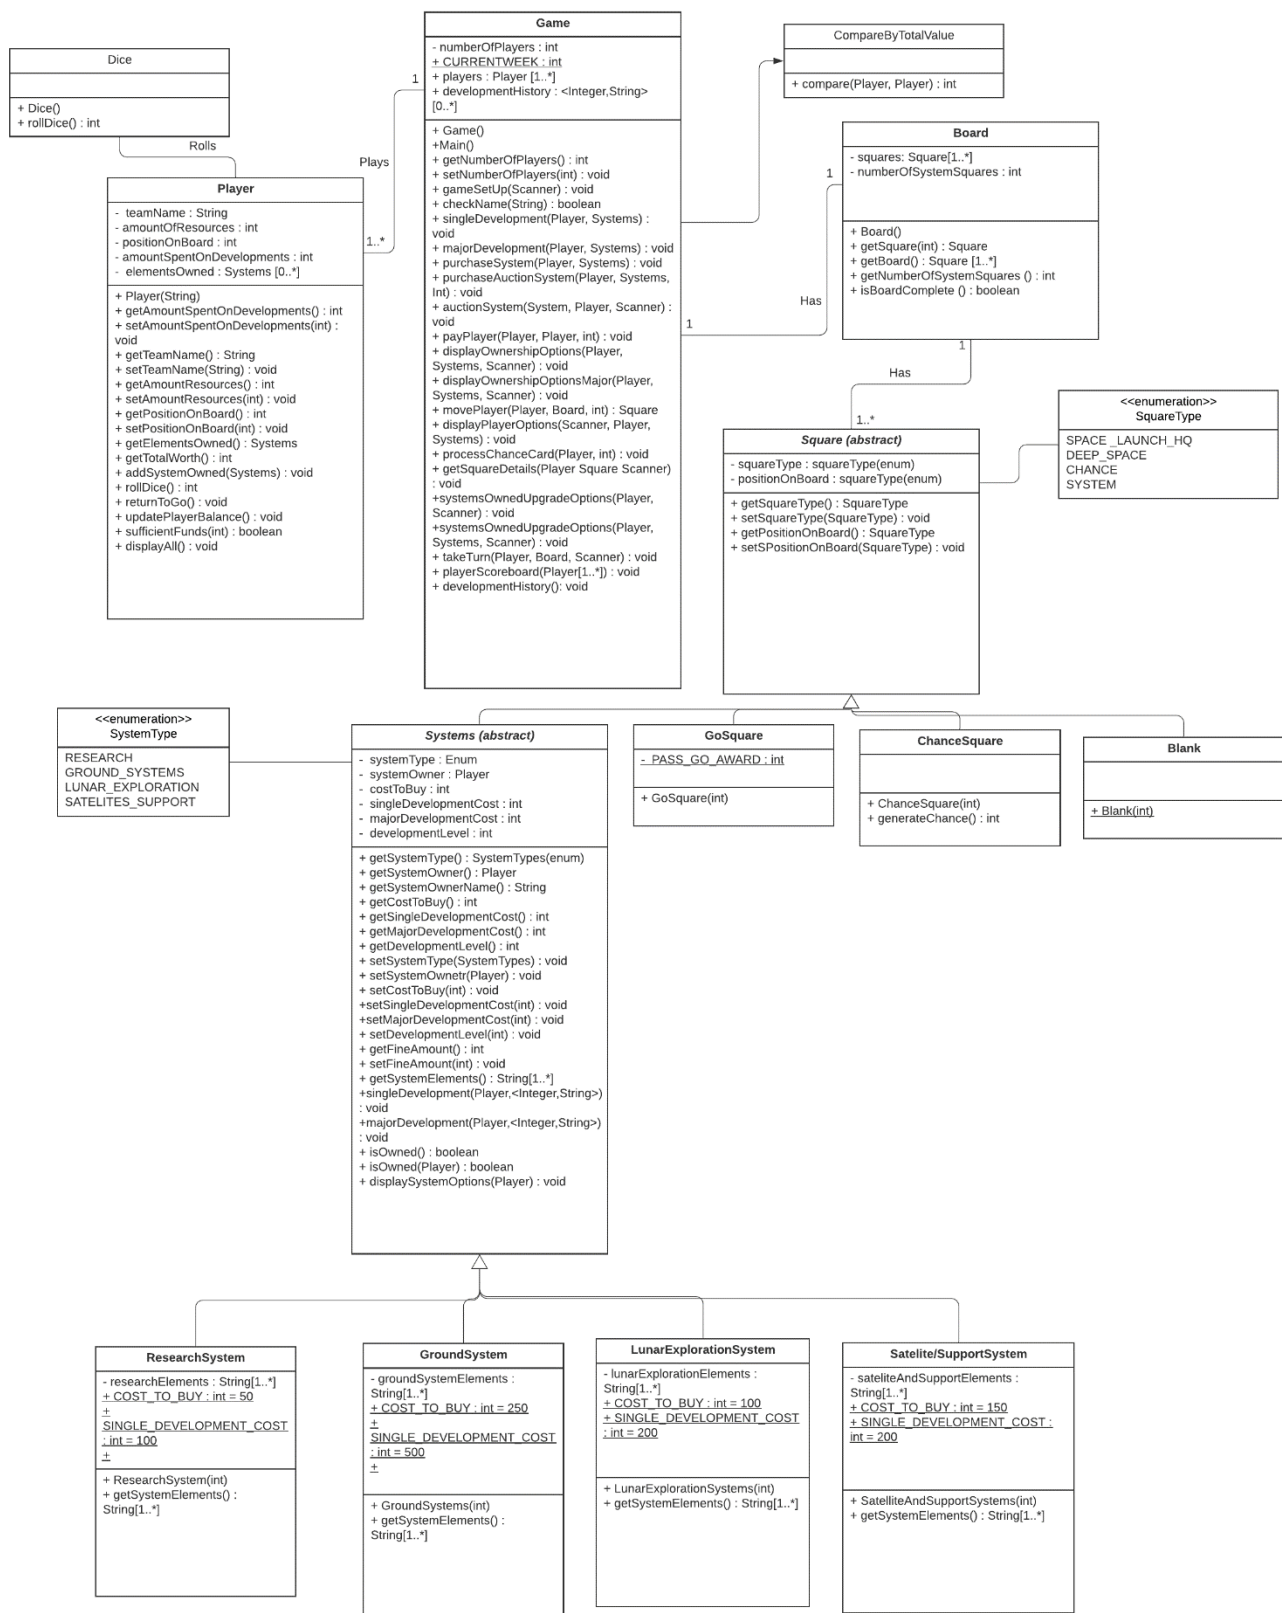 Dice
+ Dice()
+ rollDice() : int
Rolls
Player
- teamName : String
- amountOfResources : int
- positionOnBoard : int
- amountSpentOnDevelopments : int
- elementsOwned : Systems [0..*]
+ Player(String)
+ getAmountSpentOnDevelopments() : int
+ setAmountSpentOnDevelopments(int) :
void
+ getTeamName() : String
+ setTeamName(String) : void
+ getAmountResources() : int
+ setAmountResources(int) : void
+ getPositionOnBoard() : int
+ setPositionOnBoard(int) : void
+ getElementsOwned() : Systems
+ getTotalWorth() : int
+ addSystemOwned(Systems) : void
+ rollDice() : int
+ returnToGo() : void
+ updatePlayerBalance() : void
+ sufficientFunds(int) : boolean
+ displayAll() : void
1
Plays
1..*
Game
- numberOfPlayers : int
+ CURRENTWEEK : int
+ players : Player [1..*]
+ developmentHistory : <Integer,String>
[0..*]
+ Game()
+Main()
+ getNumberOfPlayers() : int
+ setNumberOfPlayers(int) : void
+ gameSetUp(Scanner) : void
+ checkName(String) : boolean
+ singleDevelopment(Player, Systems) :
void
+ majorDevelopment(Player, Systems) : void
+ purchaseSystem(Player, Systems) : void
+ purchaseAuctionSystem(Player, Systems,
Int) : void
+ auctionSystem(System, Player, Scanner) :
void
+ payPlayer(Player, Player, int) : void
+ displayOwnershipOptions(Player,
Systems, Scanner) : void
+ displayOwnershipOptionsMajor(Player,
Systems, Scanner) : void
+ movePlayer(Player, Board, int) : Square
+ displayPlayerOptions(Scanner, Player,
Systems) : void
+ processChanceCard(Player, int) : void
+ getSquareDetails(Player Square Scanner)
: void
+systemsOwnedUpgradeOptions(Player,
Scanner) : void
+systemsOwnedUpgradeOptions(Player,
Systems, Scanner) : void
+ takeTurn(Player, Board, Scanner) : void
+ playerScoreboard(Player[1..*]) : void
+ developmentHistory(): void
CompareByTotalValue
+ compare(Player, Player) : int
1
Has
1
Board
- squares: Square[1..*]
- numberOfSystemSquares : int
+ Board()
+ getSquare(int) : Square
+ getBoard() : Square [1..*]
+ getNumberOfSystemSquares () : int
+ isBoardComplete () : boolean
1
Has
1..*
Square (abstract)
- squareType : squareType(enum)
- positionOnBoard : squareType(enum)
+ getSquareType() : SquareType
+ setSquareType(SquareType) : void
+ getPositionOnBoard() : SquareType
+ setSPositionOnBoard(SquareType) : void
<<enumeration>>
SquareType
SPACE _LAUNCH_HQ
DEEP_SPACE
CHANCE
SYSTEM
<<enumeration>>
SystemType
RESEARCH
GROUND_SYSTEMS
LUNAR_EXPLORATION
SATELITES_SUPPORT
Systems (abstract)
- systemType : Enum
- systemOwner : Player
- costToBuy : int
- singleDevelopmentCost : int
- majorDevelopmentCost : int
- developmentLevel : int
+ getSystemType() : SystemTypes(enum)
+ getSystemOwner() : Player
+ getSystemOwnerName() : String
+ getCostToBuy() : int
+ getSingleDevelopmentCost() : int
+ getMajorDevelopmentCost() : int
+ getDevelopmentLevel() : int
+ setSystemType(SystemTypes) : void
+ setSystemOwnetr(Player) : void
+ setCostToBuy(int) : void
+setSingleDevelopmentCost(int) : void
+setMajorDevelopmentCost(int) : void
+ setDevelopmentLevel(int) : void
+ getFineAmount() : int
+ setFineAmount(int) : void
+ getSystemElements() : String[1..*]
+singleDevelopment(Player,<Integer,String>)
: void
+majorDevelopment(Player,<Integer,String>)
: void
+ isOwned() : boolean
+ isOwned(Player) : boolean
+ displaySystemOptions(Player) : void
GoSquare
- PASS_GO_AWARD : int
+ GoSquare(int)
ChanceSquare
+ ChanceSquare(int)
+ generateChance() : int
Blank
+ Blank(int)
ResearchSystem
- researchElements : String[1..*]
+ COST_TO_BUY : int = 50
+
SINGLE_DEVELOPMENT_COST
: int = 100
+
+ ResearchSystem(int)
+ getSystemElements() :
String[1..*]
GroundSystem
- groundSystemElements :
String[1..*]
+ COST_TO_BUY : int = 250
+
SINGLE_DEVELOPMENT_COST
: int = 500
+
+ GroundSystems(int)
+ getSystemElements() :
String[1..*]
LunarExplorationSystem
- lunarExplorationElements :
String[1..*]
+ COST_TO_BUY : int = 100
+ SINGLE_DEVELOPMENT_COST
: int = 200
+ LunarExplorationSystems(int)
+ getSystemElements() : String[1..*]
Satelite/SupportSystem
- sateliteAndSupportElements :
String[1..*]
+ COST_TO_BUY : int = 150
+ SINGLE_DEVELOPMENT_COST :
int = 200
+ SatelliteAndSupportSystems(int)
+ getSystemElements() : String[1..*]